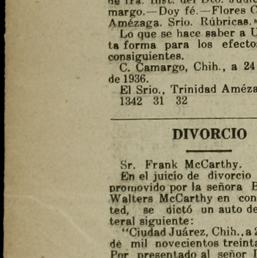 de 1ra. Inst. del Dto. Judic
margo.—Doy fé.—Flores C
Amézaga. Srio. Rúbricas.
Lo que se hace saber a U
ta forma para los efectos
consiguientes.
C. Camargo, Chih., a 24
de 1936.
El Srio., Trinidad Améza
1342 31 32
DIVORCIO
Sr. Frank McCarthy.
En el juicio de divorcio
promovido por la señora E
Walters McCarthy en con
ted, se dictó un auto de
teral siguiente:
"Ciudad Juárez, Chih., a 2
de mil novecientos treinta
Por presentado al señor I